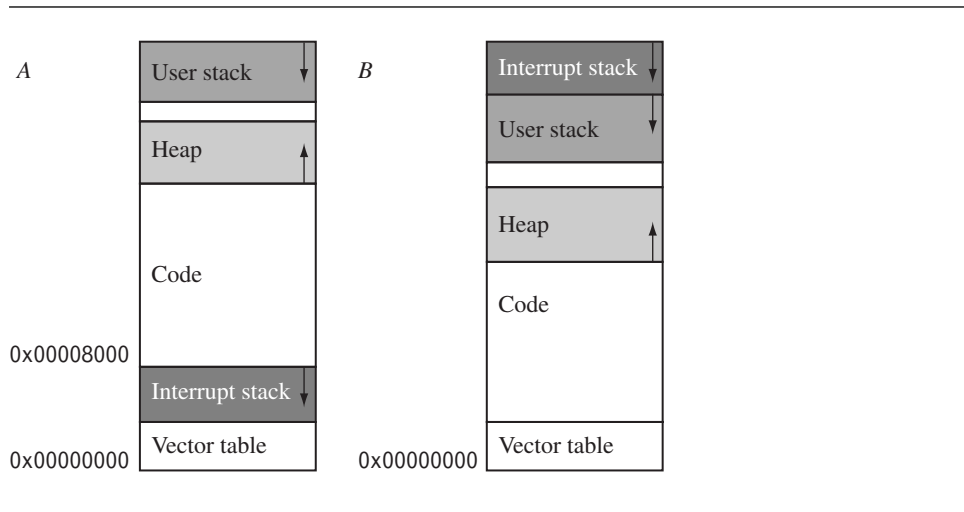 A
User stack
Heap
Code
0x00008000
Interrupt stack
Vector table
0x00000000
B
Interrupt stack
User stack
Heap
Code
Vector table
0x00000000